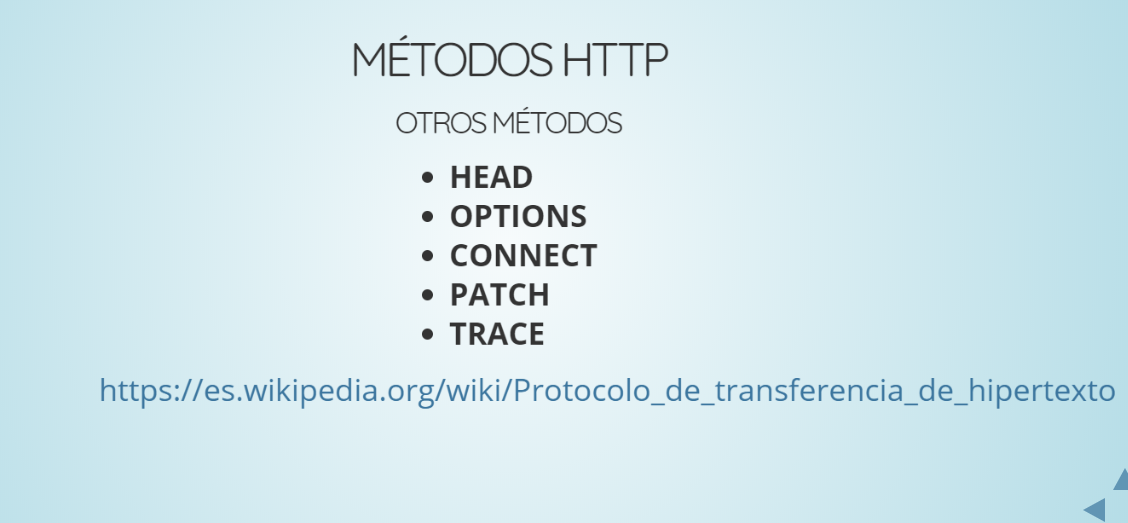 MÉTODOS HTTP
OTROS MÉTODOS
HEAD
OPTIONS
CONNECT
PATCH
TRACE
https://es.wikipedia.org/wiki/Protocolo_de_transferencia_de_hipertexto